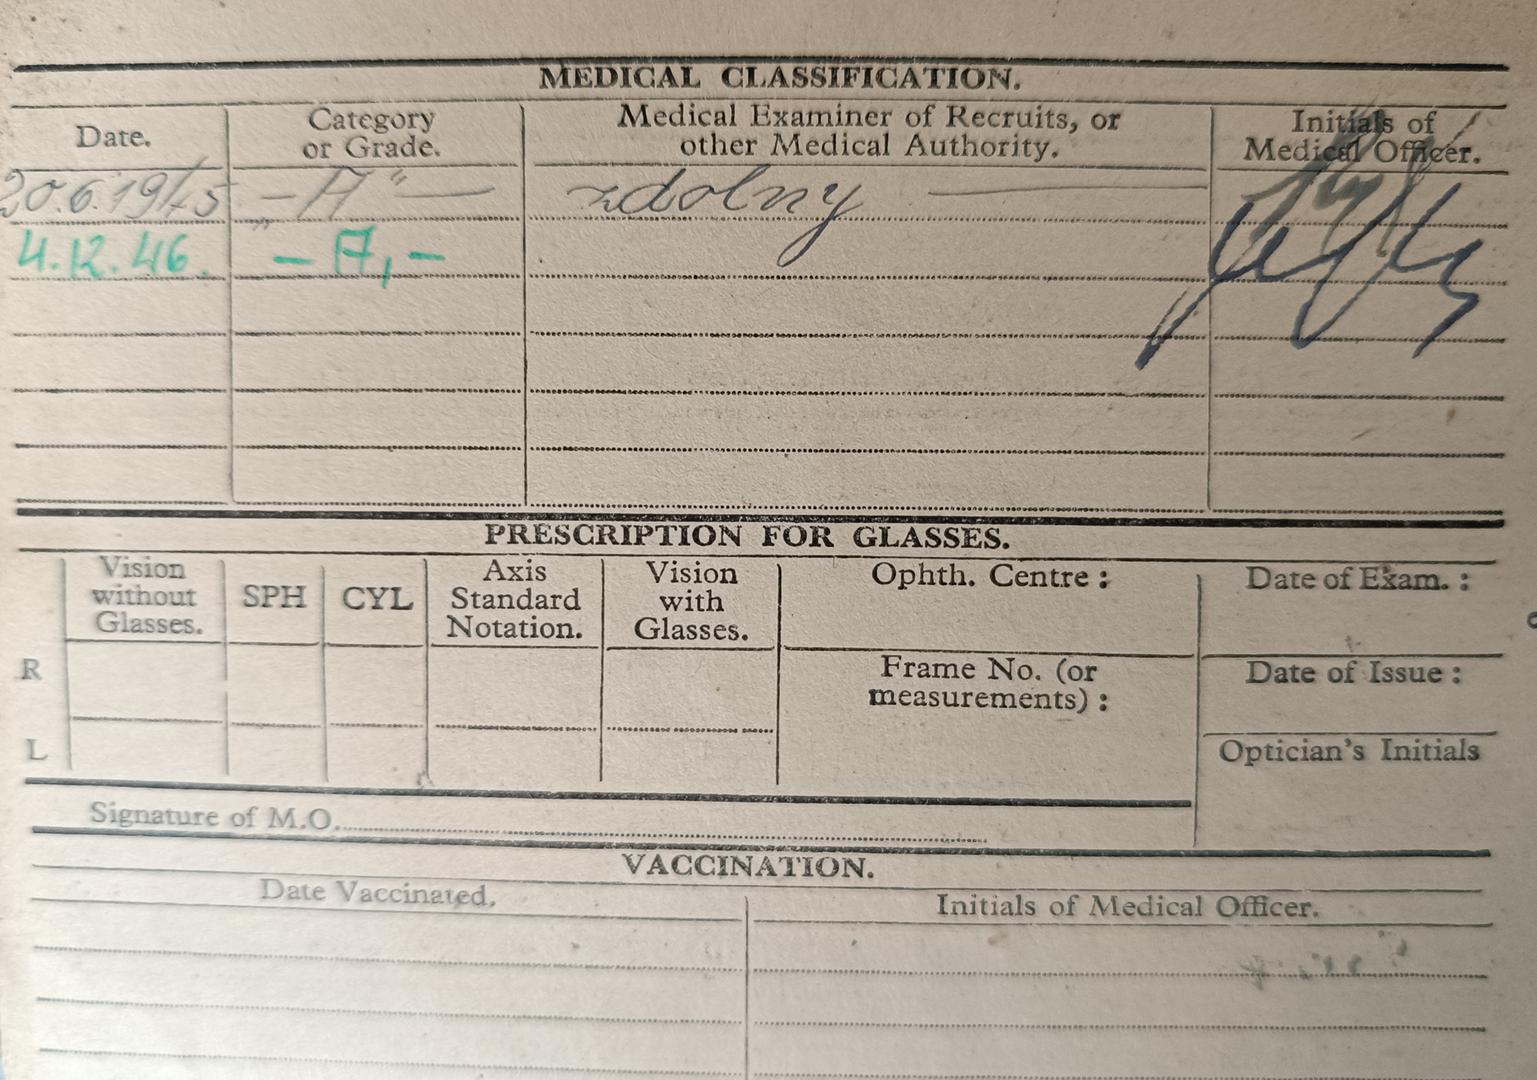 MEDICAL CLASSIFICATION.
Date.
Category
or Grade.
Medical Examiner of Recruits, or
other Medical Authority.
Initials of
Medical Officer.
20.6.1945 „-A"- zdolny -
4.12.46. -A,-
PRESCRIPTION FOR GLASSES.
Vision
without
Glasses.
SPH
CYL
Axis
Standard
Notation.
Vision
with
Glasses.
Ophth. Centre :
Date of Exam. :
R
Frame No. (or
measurements) :
Date of Issue :
L
Optician's Initials
Signature of M.O.
VACCINATION.
Date Vaccinated.
Initials of Medical Officer.